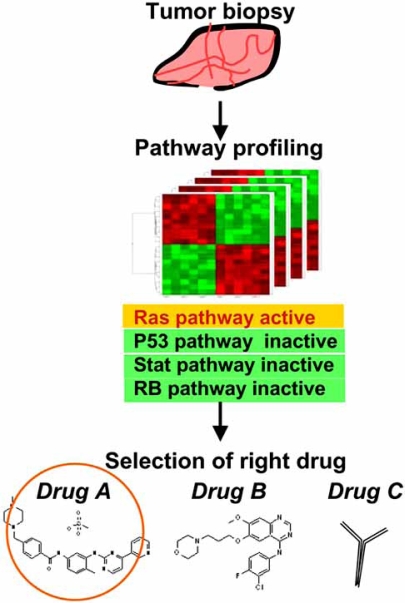 Tumor biopsy
Pathway profiling
Ras pathway active
P53 pathway inactive
Stat pathway inactive
RB pathway inactive
Selection of right drug
Drug A Drug B Drug C